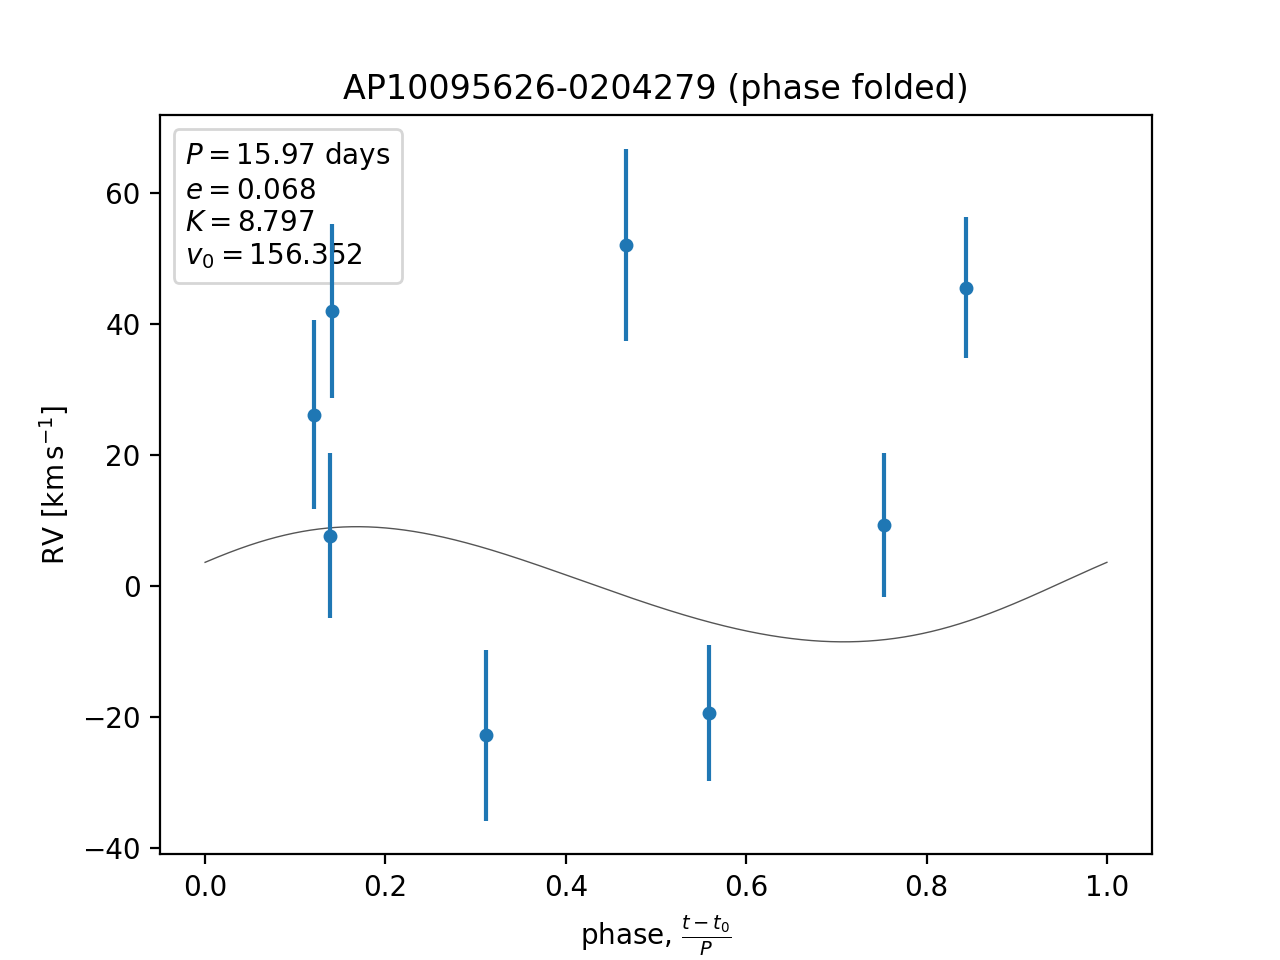 AP10095626-0204279 (phase folded)
P = 15.97 days
e = 0.068
K = 8.797
v₀ = 156.352
60
40
20
0
−20
−40
RV [km s⁻¹]
0.0 0.2 0.4 0.6 0.8 1.0
phase, (t − t₀)/P